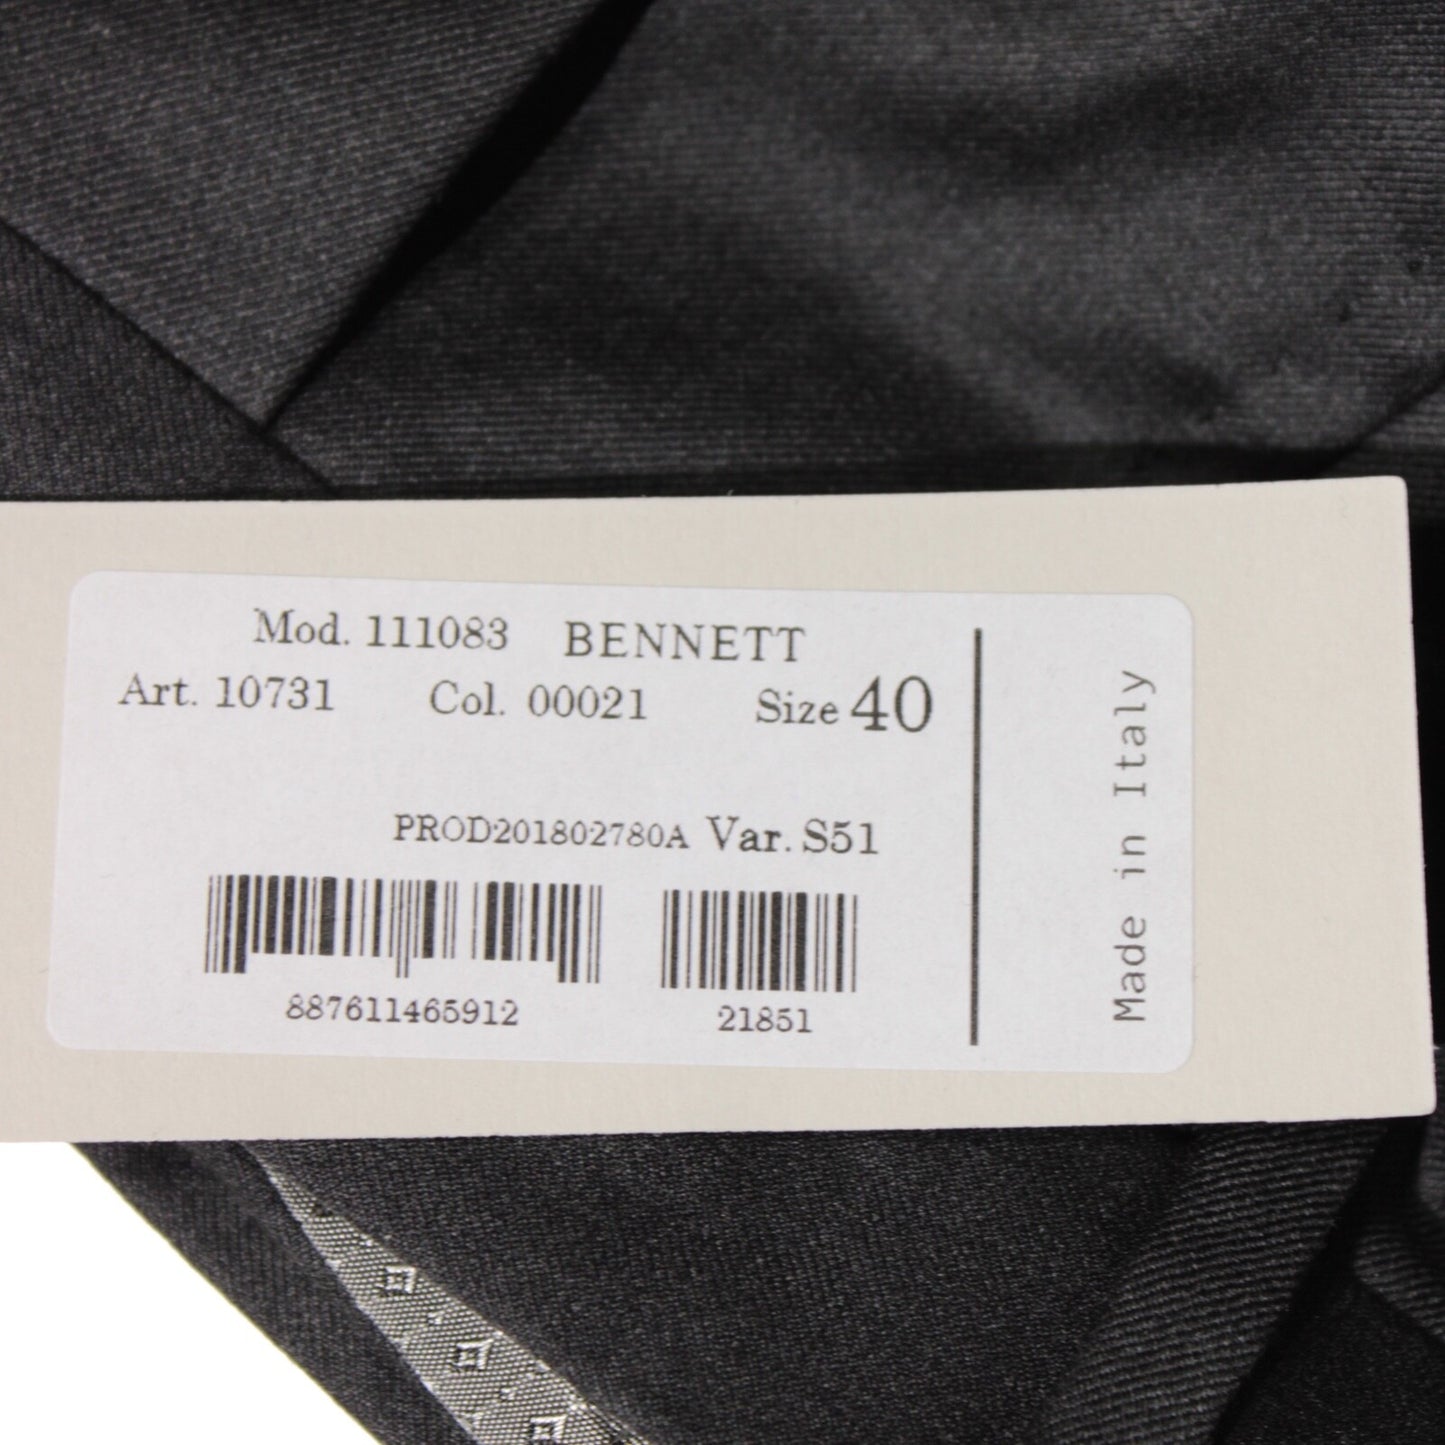 Mod. 111083 BENNETT
Art. 10731 Col. 00021 Size 40
PROD201802780A Var. S51
887611465912
21851
Made in Italy